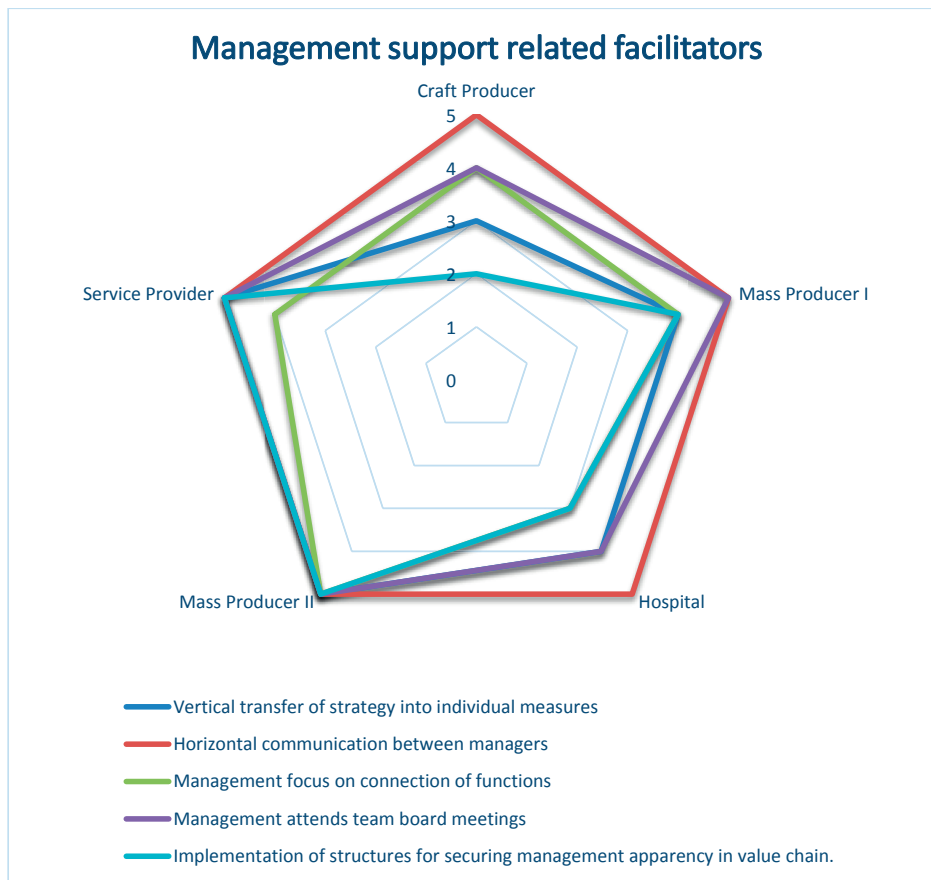 Management support related facilitators
Craft Producer
5
4
3
2
1
0
Service Provider
Mass Producer I
Mass Producer II
Hospital
Vertical transfer of strategy into individual measures
Horizontal communication between managers
Management focus on connection of functions
Management attends team board meetings
Implementation of structures for securing management apparency in value chain.